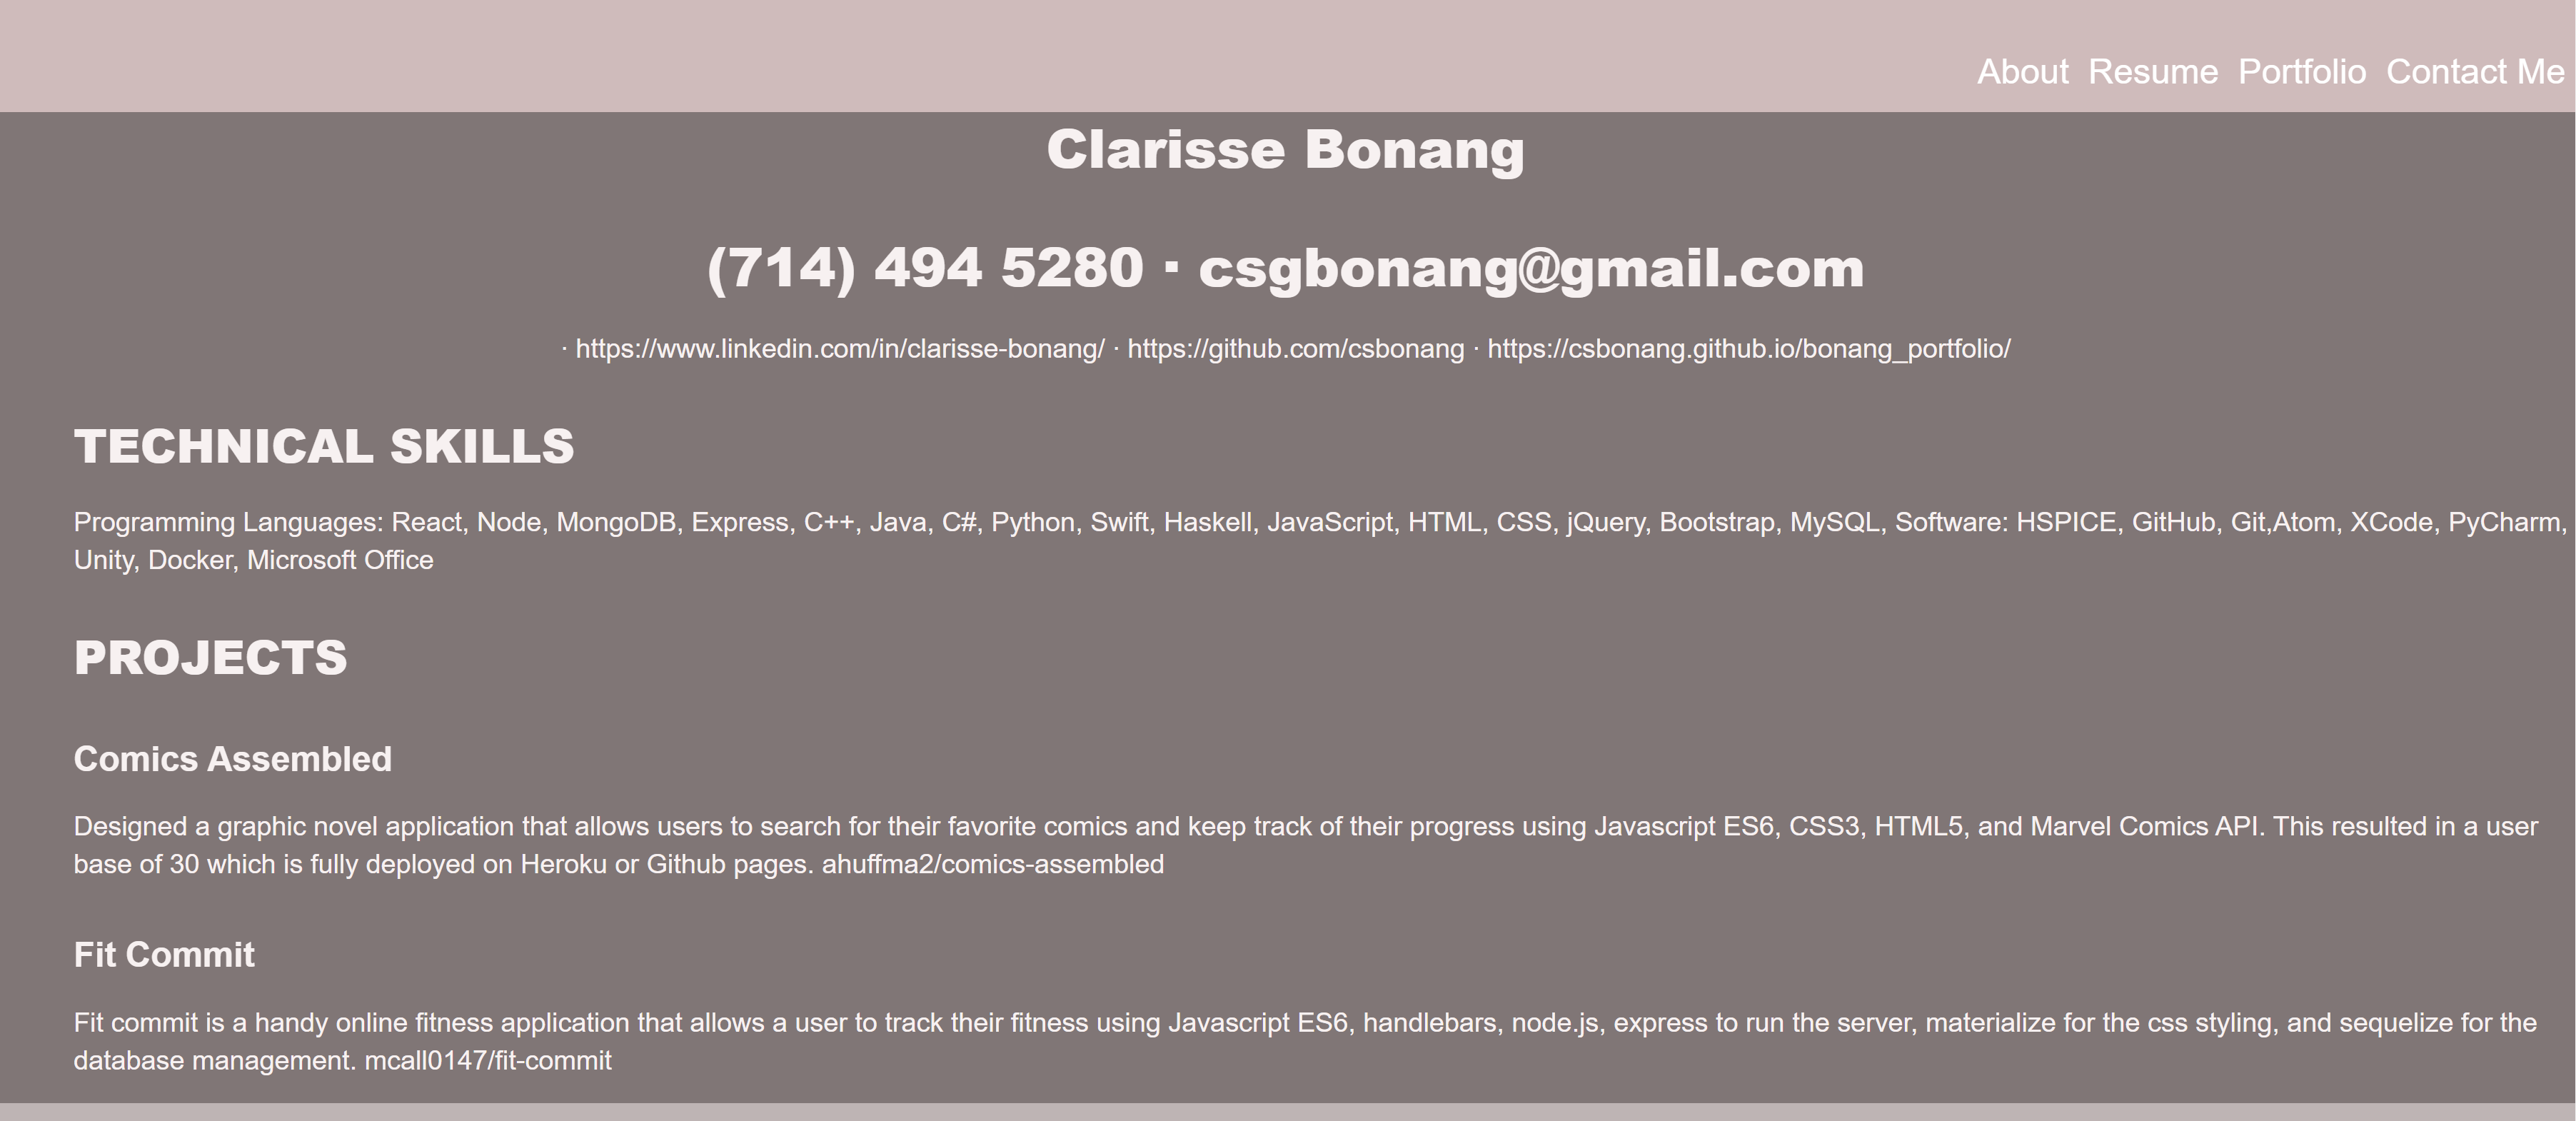 About Resume Portfolio Contact Me
Clarisse Bonang
(714) 494 5280 · csgbonang@gmail.com
· https://www.linkedin.com/in/clarisse-bonang/ · https://github.com/csbonang · https://csbonang.github.io/bonang_portfolio/
TECHNICAL SKILLS
Programming Languages: React, Node, MongoDB, Express, C++, Java, C#, Python, Swift, Haskell, JavaScript, HTML, CSS, jQuery, Bootstrap, MySQL, Software: HSPICE, GitHub, Git,Atom, XCode, PyCharm,
Unity, Docker, Microsoft Office
PROJECTS
Comics Assembled
Designed a graphic novel application that allows users to search for their favorite comics and keep track of their progress using Javascript ES6, CSS3, HTML5, and Marvel Comics API. This resulted in a user
base of 30 which is fully deployed on Heroku or Github pages. ahuffma2/comics-assembled
Fit Commit
Fit commit is a handy online fitness application that allows a user to track their fitness using Javascript ES6, handlebars, node.js, express to run the server, materialize for the css styling, and sequelize for the
database management. mcall0147/fit-commit